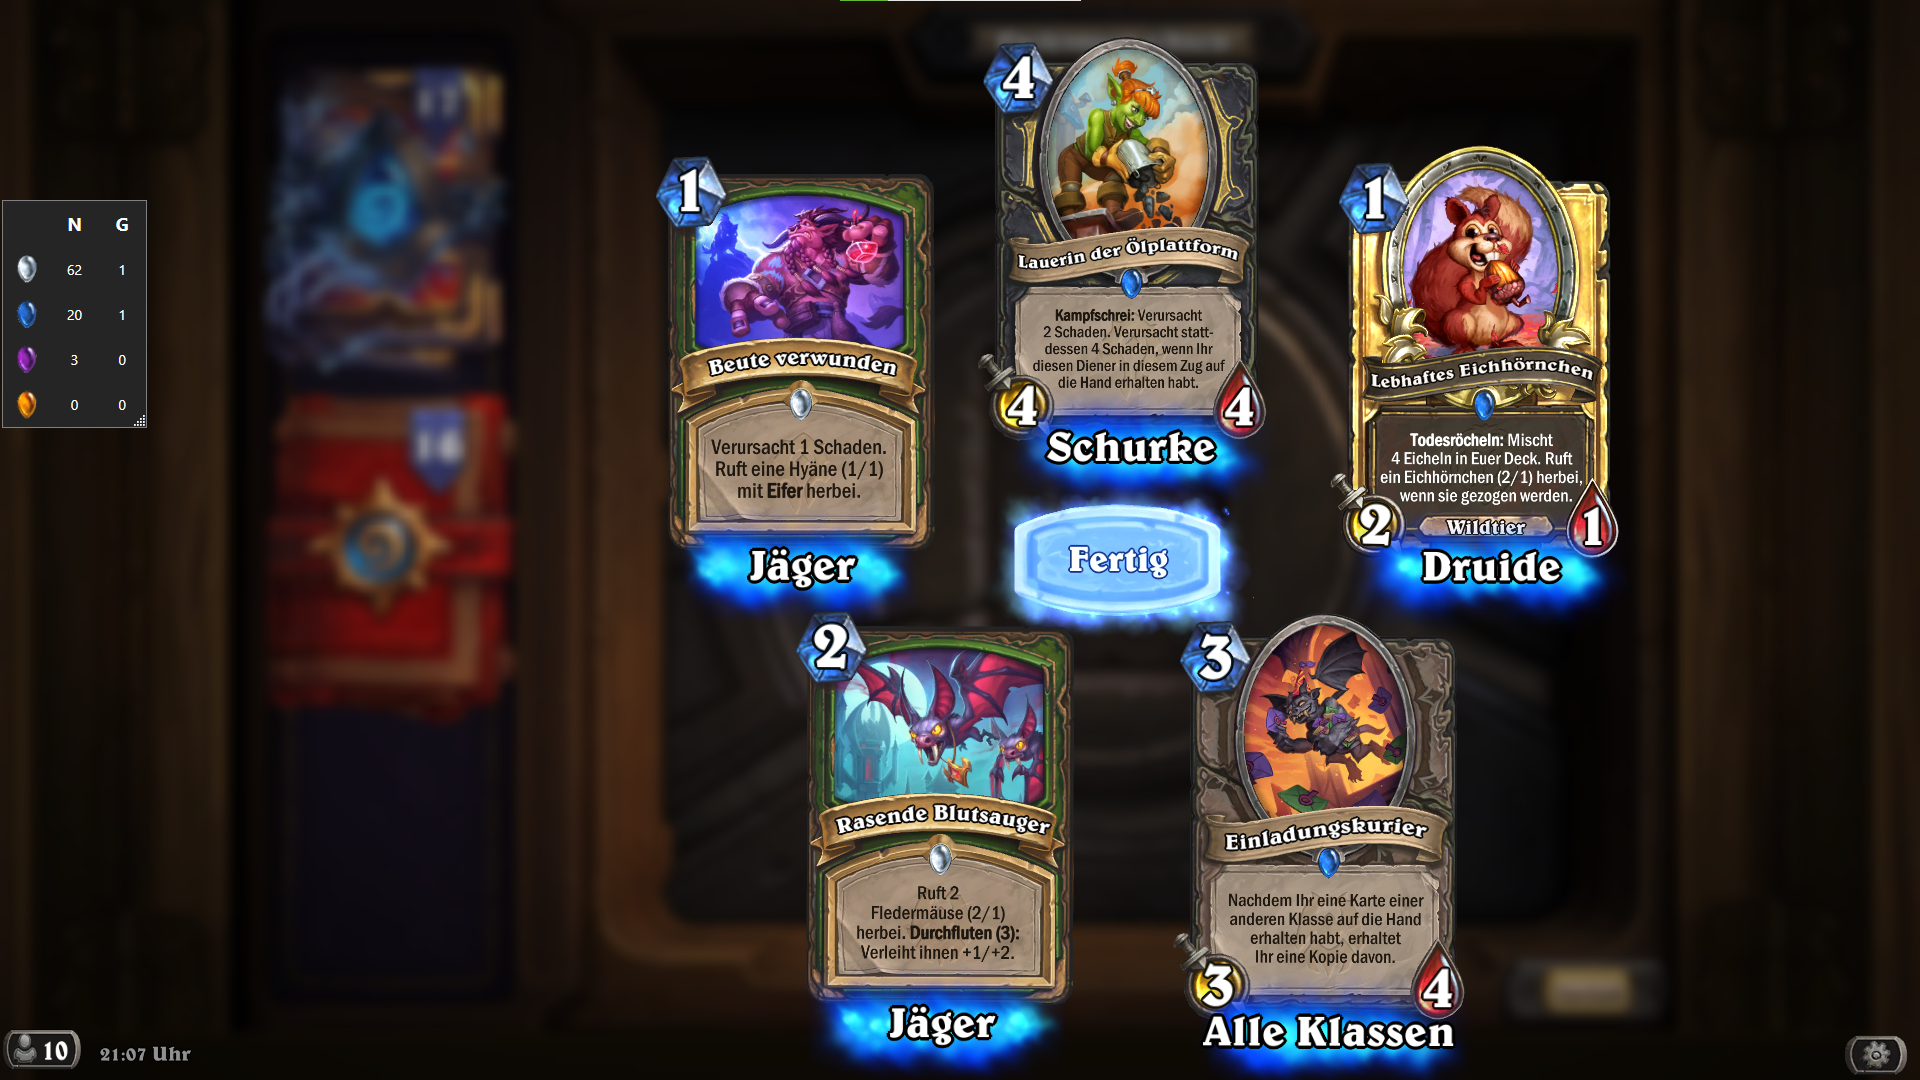 17
16
N G
62 1
20 1
3 0
0 0
1
Beute verwunden
Verursacht 1 Schaden.
Ruft eine Hyäne (1/1)
mit Eifer herbei.
Jäger
4
Lauerin der Ölplattform
Kampfschrei: Verursacht
2 Schaden. Verursacht statt-
dessen 4 Schaden, wenn Ihr
diesen Diener in diesem Zug auf
die Hand erhalten habt.
4 4
Schurke
1
Lebhaftes Eichhörnchen
Todesröcheln: Mischt
4 Eicheln in Euer Deck. Ruft
ein Eichhörnchen (2/1) herbei,
wenn sie gezogen werden.
2 Wildtier 1
Druide
Fertig
2
Rasende Blutsauger
Ruft 2
Fledermäuse (2/1)
herbei. Durchfluten (3):
Verleiht ihnen +1/+2.
Jäger
3
Einladungskurier
Nachdem Ihr eine Karte einer
anderen Klasse auf die Hand
erhalten habt, erhaltet
Ihr eine Kopie davon.
3 4
Alle Klassen
10 21:07 Uhr